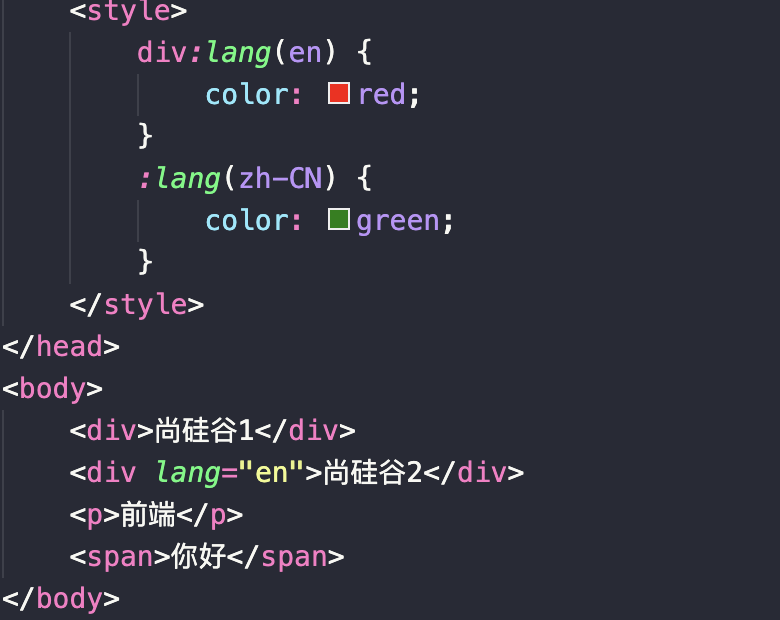 <style>
div:lang(en) {
color: red;
}
:lang(zh-CN) {
color: green;
}
</style>
</head>
<body>
<div>尚硅谷1</div>
<div lang="en">尚硅谷2</div>
<p>前端</p>
<span>你好</span>
</body>